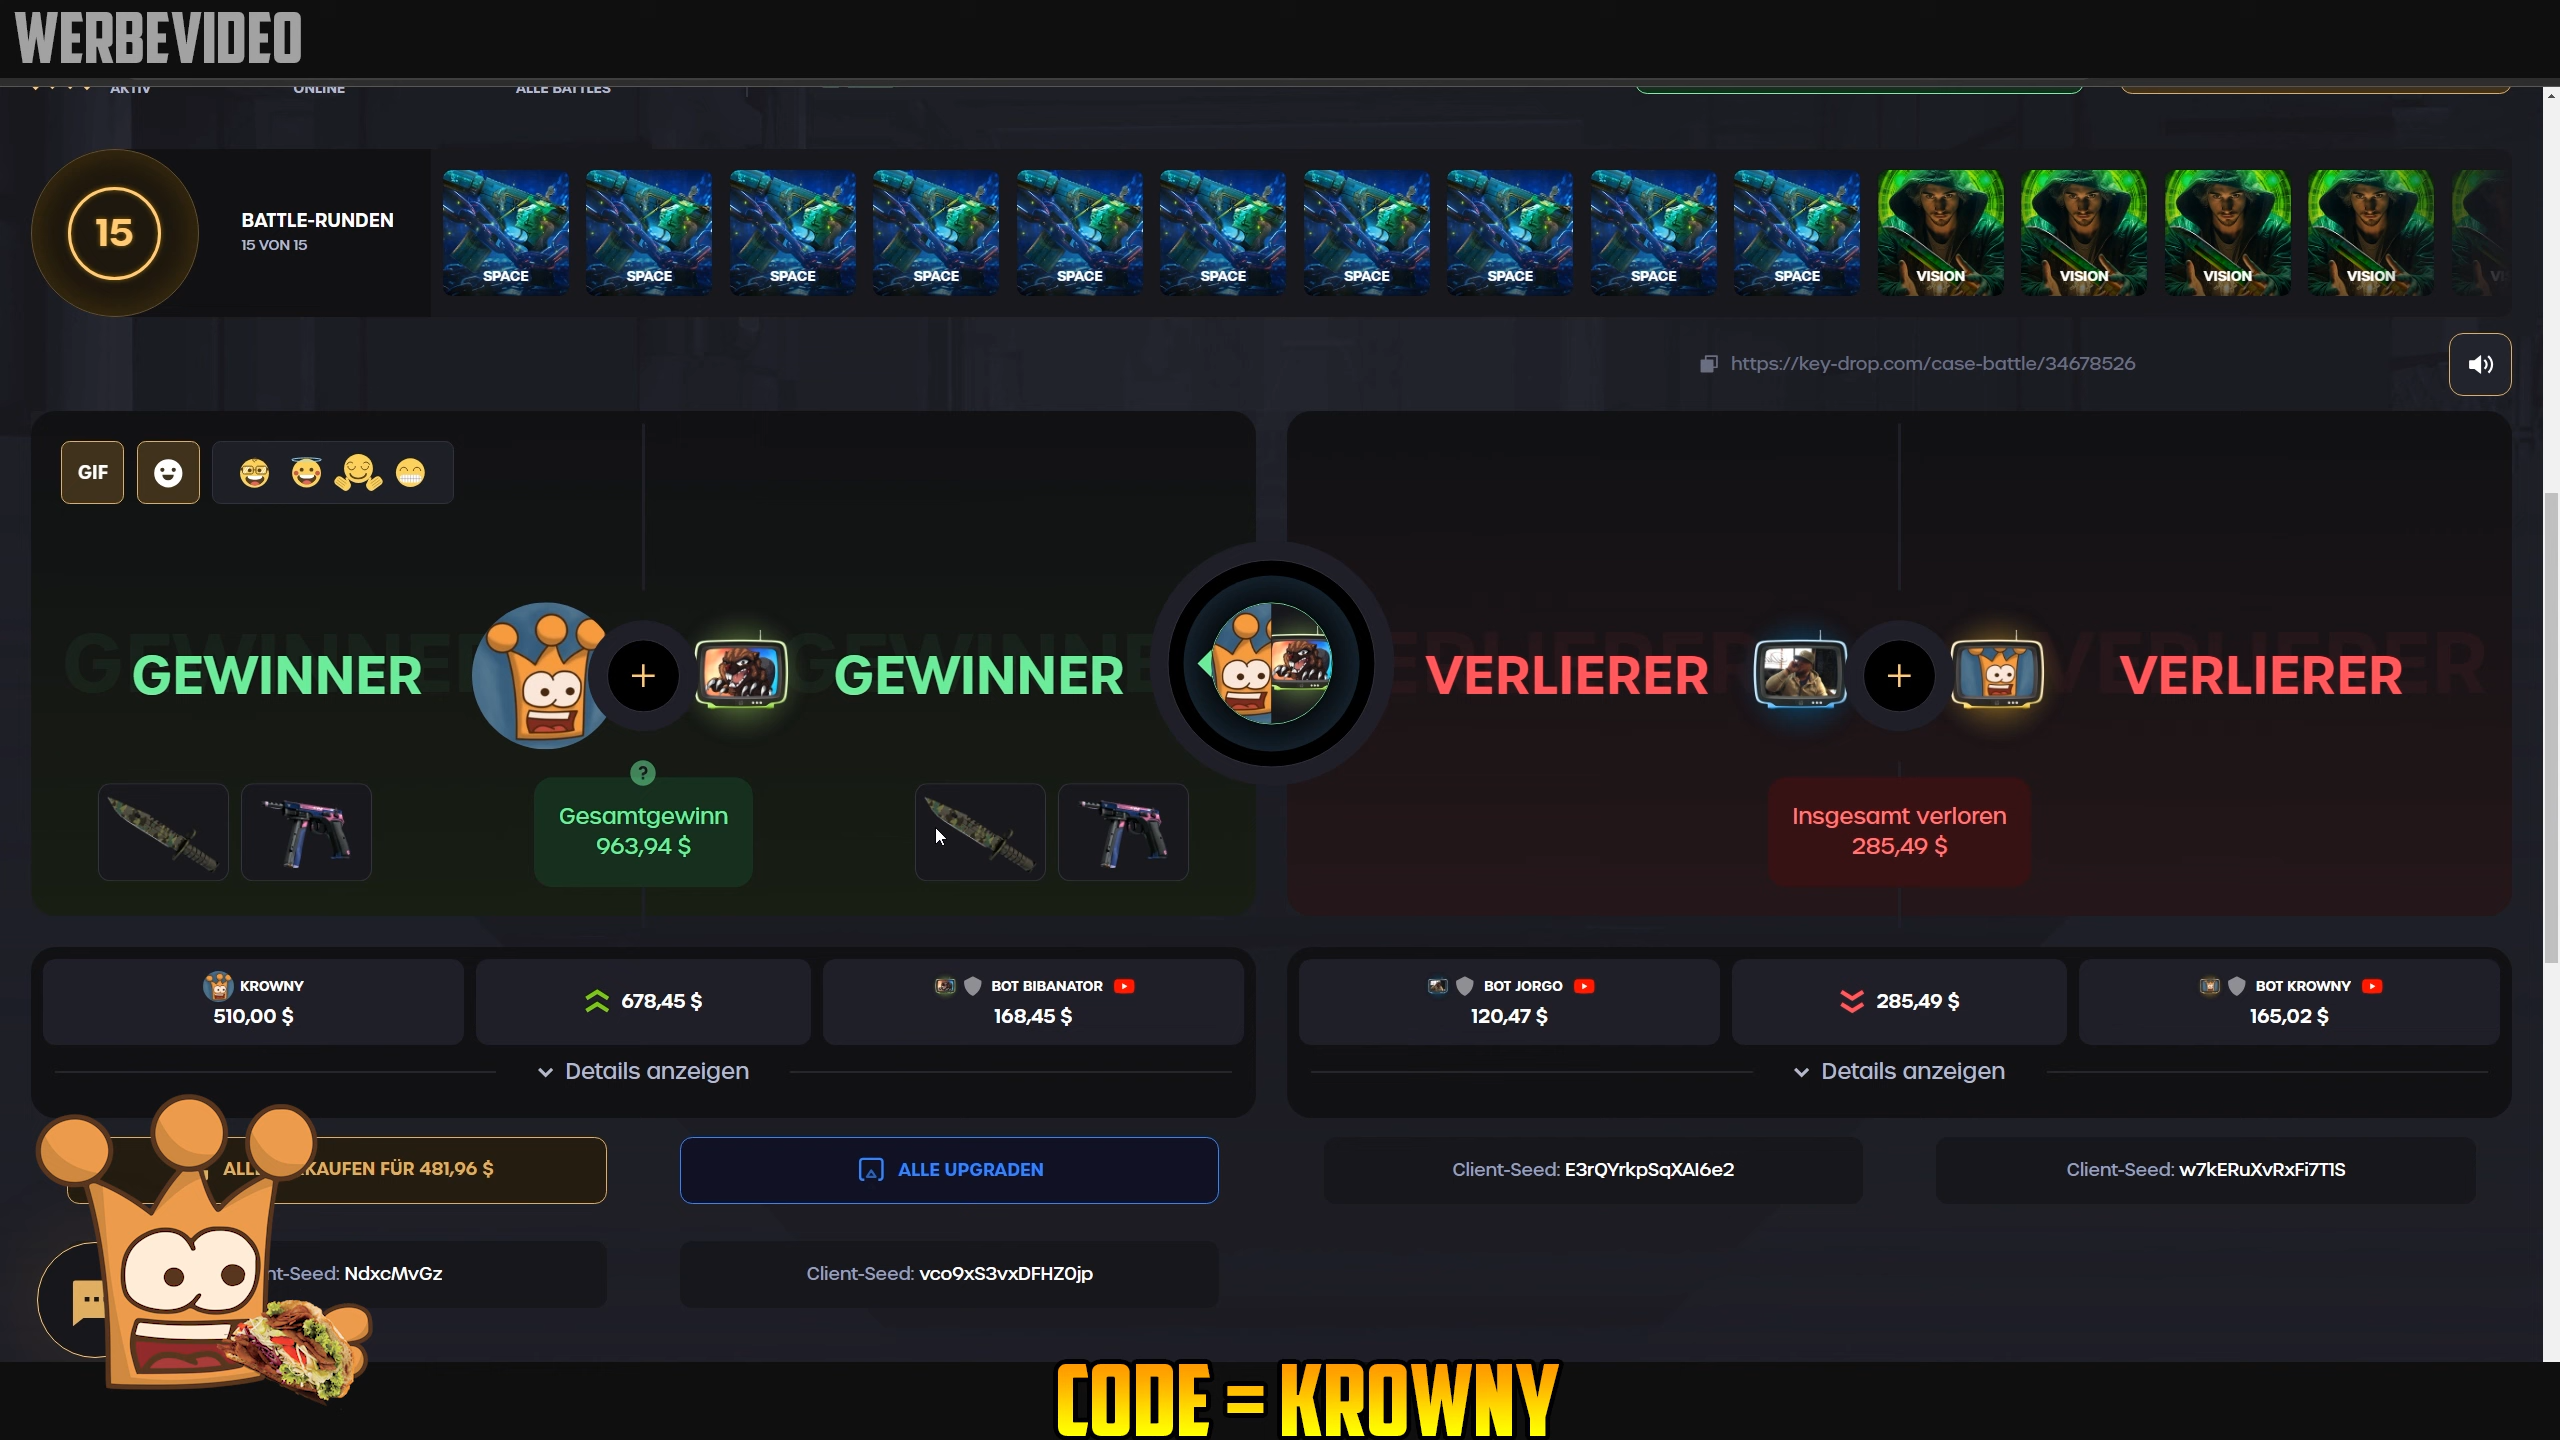 WERBEVIDEO
AKTIV
ONLINE
ALLE BATTLES
15
BATTLE-RUNDEN
15 VON 15
SPACE
SPACE
SPACE
SPACE
SPACE
SPACE
SPACE
SPACE
SPACE
SPACE
VISION
VISION
VISION
VISION
https://key-drop.com/case-battle/34678526
GIF
GEWINNER
GEWINNER
VERLIERER
VERLIERER
?
Gesamtgewinn
963,94 $
Insgesamt verloren
285,49 $
KROWNY
510,00 $
678,45 $
BOT BIBANATOR
168,45 $
BOT JORGO
120,47 $
285,49 $
BOT KROWNY
165,02 $
Details anzeigen
Details anzeigen
FÜR 481,96 $
ALLE UPGRADEN
Client-Seed: E3rQYrkpSqXAI6e2
Client-Seed: w7kERuXvRxFi7T1S
NdxcMvGz
Client-Seed: vco9xS3vxDFHZ0jp
CODE = KROWNY